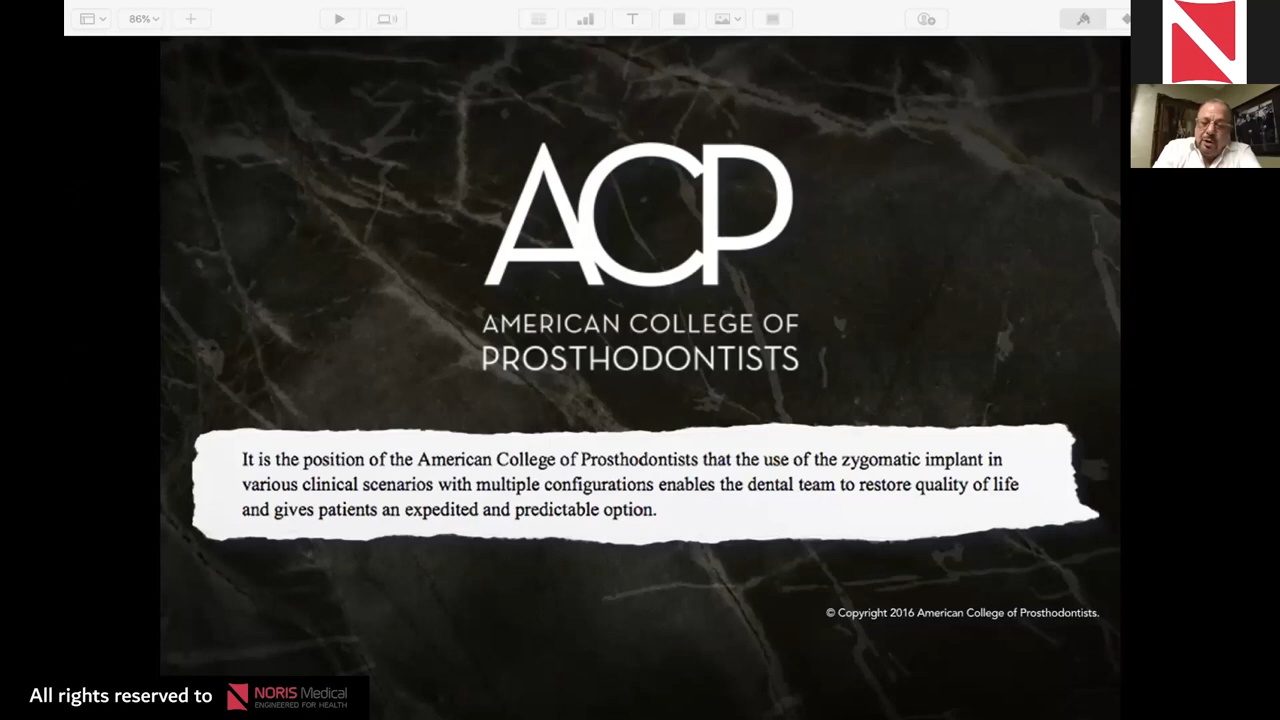 86%
ACP
AMERICAN COLLEGE OF
PROSTHODONTISTS
It is the position of the American College of Prosthodontists that the use of the zygomatic implant in
various clinical scenarios with multiple configurations enables the dental team to restore quality of life
and gives patients an expedited and predictable option.
© Copyright 2016 American College of Prosthodontists.
All rights reserved to NORIS Medical
ENGINEERED FOR HEALTH